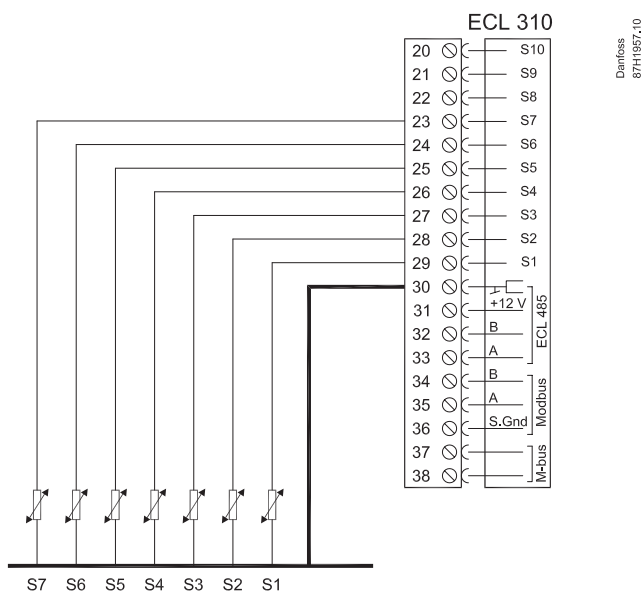 ECL 310
Danfoss
87H1957.10
20 S10
21 S9
22 S8
23 S7
24 S6
25 S5
26 S4
27 S3
28 S2
29 S1
30
31 +12 V
32 B
33 A
ECL 485
34 B
35 A
36 S.Gnd
Modbus
37
38
M-bus
S7 S6 S5 S4 S3 S2 S1